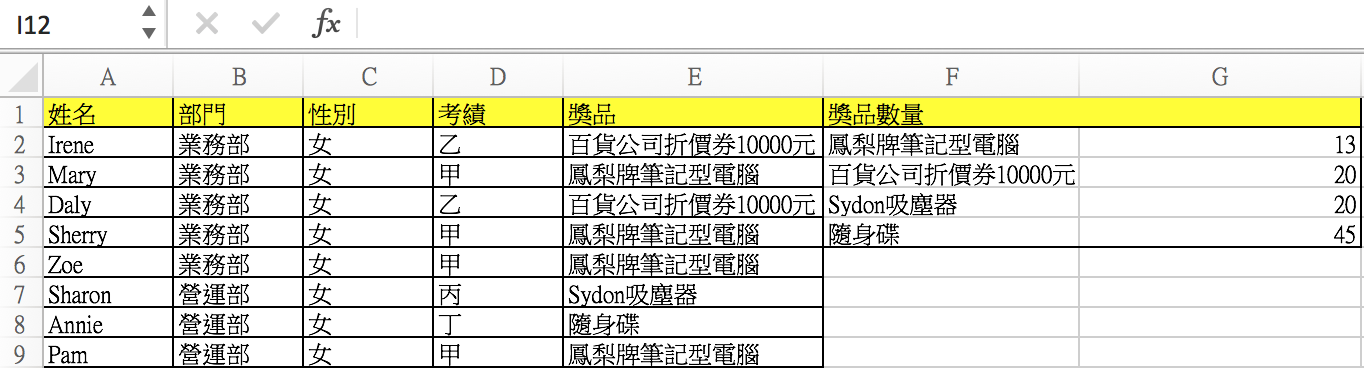 I12 fx
A B C D E F G
1 姓名 部門 性別 考績 獎品 獎品數量
2 Irene 業務部 女 乙 百貨公司折價券10000元 鳳梨牌筆記型電腦 13
3 Mary 業務部 女 甲 鳳梨牌筆記型電腦 百貨公司折價券10000元 20
4 Daly 業務部 女 乙 百貨公司折價券10000元 Sydon吸塵器 20
5 Sherry 業務部 女 甲 鳳梨牌筆記型電腦 隨身碟 45
6 Zoe 業務部 女 甲 鳳梨牌筆記型電腦
7 Sharon 營運部 女 丙 Sydon吸塵器
8 Annie 營運部 女 丁 隨身碟
9 Pam 營運部 女 甲 鳳梨牌筆記型電腦